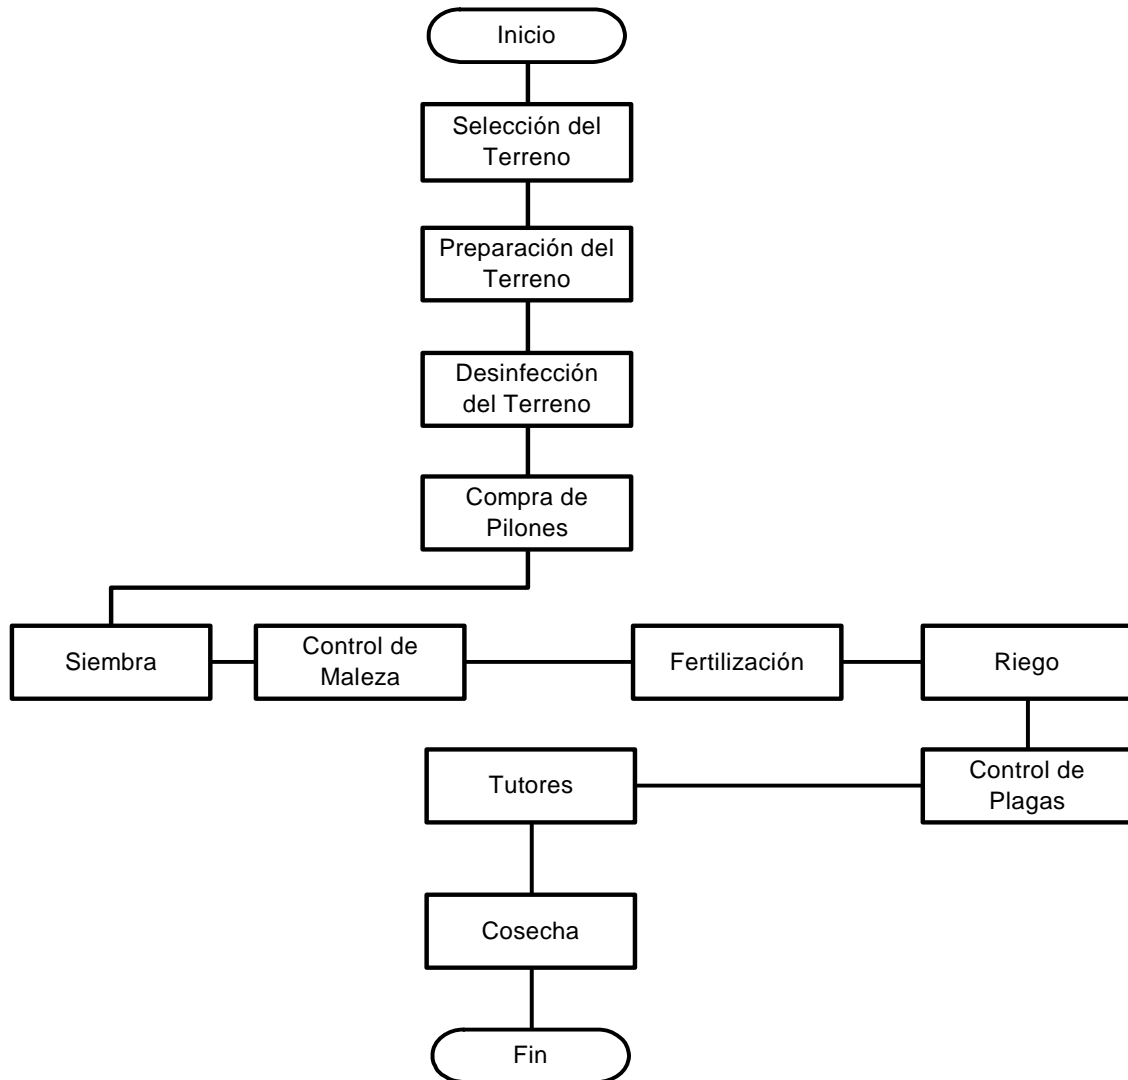 Inicio
Selección del
Terreno
Preparación del
Terreno
Desinfección
del Terreno
Compra de
Pilones
Siembra
Control de
Maleza
Fertilización
Riego
Control de
Plagas
Tutores
Cosecha
Fin